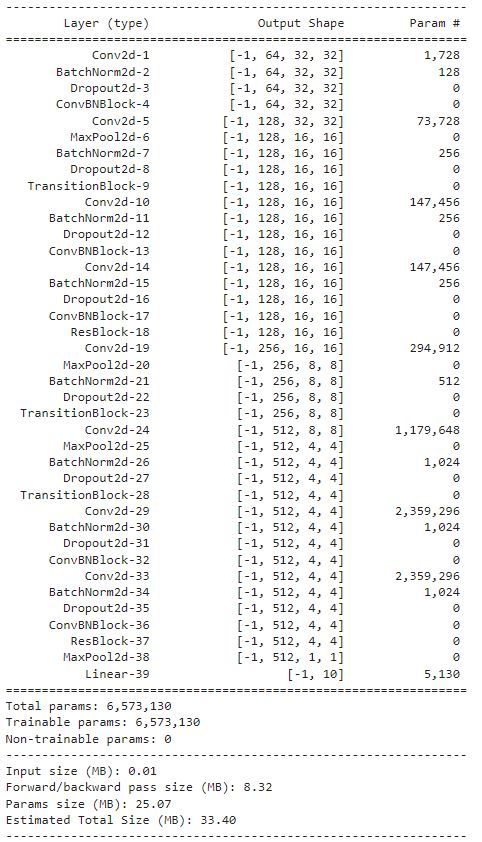 ----------------------------------------------------------------
Layer (type) Output Shape Param #
================================================================
Conv2d-1 [-1, 64, 32, 32] 1,728
BatchNorm2d-2 [-1, 64, 32, 32] 128
Dropout2d-3 [-1, 64, 32, 32] 0
ConvBNBlock-4 [-1, 64, 32, 32] 0
Conv2d-5 [-1, 128, 32, 32] 73,728
MaxPool2d-6 [-1, 128, 16, 16] 0
BatchNorm2d-7 [-1, 128, 16, 16] 256
Dropout2d-8 [-1, 128, 16, 16] 0
TransitionBlock-9 [-1, 128, 16, 16] 0
Conv2d-10 [-1, 128, 16, 16] 147,456
BatchNorm2d-11 [-1, 128, 16, 16] 256
Dropout2d-12 [-1, 128, 16, 16] 0
ConvBNBlock-13 [-1, 128, 16, 16] 0
Conv2d-14 [-1, 128, 16, 16] 147,456
BatchNorm2d-15 [-1, 128, 16, 16] 256
Dropout2d-16 [-1, 128, 16, 16] 0
ConvBNBlock-17 [-1, 128, 16, 16] 0
ResBlock-18 [-1, 128, 16, 16] 0
Conv2d-19 [-1, 256, 16, 16] 294,912
MaxPool2d-20 [-1, 256, 8, 8] 0
BatchNorm2d-21 [-1, 256, 8, 8] 512
Dropout2d-22 [-1, 256, 8, 8] 0
TransitionBlock-23 [-1, 256, 8, 8] 0
Conv2d-24 [-1, 512, 8, 8] 1,179,648
MaxPool2d-25 [-1, 512, 4, 4] 0
BatchNorm2d-26 [-1, 512, 4, 4] 1,024
Dropout2d-27 [-1, 512, 4, 4] 0
TransitionBlock-28 [-1, 512, 4, 4] 0
Conv2d-29 [-1, 512, 4, 4] 2,359,296
BatchNorm2d-30 [-1, 512, 4, 4] 1,024
Dropout2d-31 [-1, 512, 4, 4] 0
ConvBNBlock-32 [-1, 512, 4, 4] 0
Conv2d-33 [-1, 512, 4, 4] 2,359,296
BatchNorm2d-34 [-1, 512, 4, 4] 1,024
Dropout2d-35 [-1, 512, 4, 4] 0
ConvBNBlock-36 [-1, 512, 4, 4] 0
ResBlock-37 [-1, 512, 4, 4] 0
MaxPool2d-38 [-1, 512, 1, 1] 0
Linear-39 [-1, 10] 5,130
================================================================
Total params: 6,573,130
Trainable params: 6,573,130
Non-trainable params: 0
----------------------------------------------------------------
Input size (MB): 0.01
Forward/backward pass size (MB): 8.32
Params size (MB): 25.07
Estimated Total Size (MB): 33.40
----------------------------------------------------------------